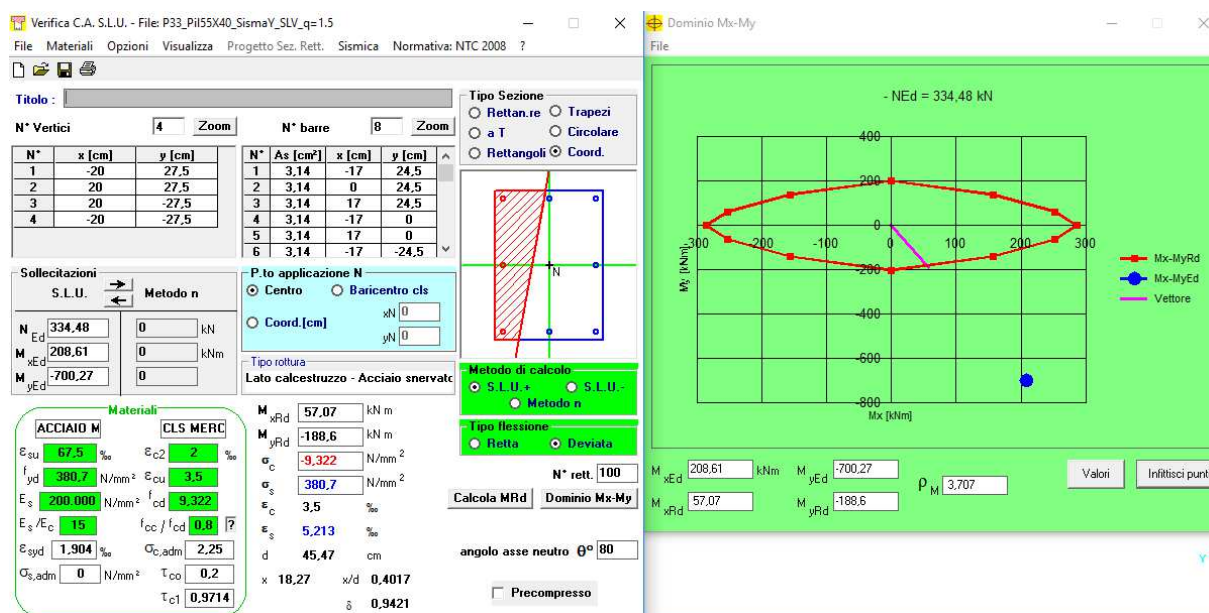 Verifica C.A. S.L.U. - File: P33_Pil55X40_SismaY_SLV_q=1.5
File Materiali Opzioni Visualizza Progetto Sez. Rett. Sismica Normativa: NTC 2008 ?
Titolo :
N° Vertici 4 Zoom N° barre 8 Zoom
N° x [cm] y [cm]
1 -20 27,5
2 20 27,5
3 20 -27,5
4 -20 -27,5
N° As [cm²] x [cm] y [cm]
1 3,14 -17 24,5
2 3,14 0 24,5
3 3,14 17 24,5
4 3,14 -17 0
5 3,14 17 0
6 3,14 -17 -24,5
Tipo Sezione
Rettan.re Trapezi
a T Circolare
Rettangoli Coord.
N
Sollecitazioni
S.L.U. Metodo n
N Ed 334,48 0 kN
M xEd 208,61 0 kNm
M yEd -700,27 0
P.to applicazione N
Centro Baricentro cls
Coord.[cm] xN 0
yN 0
Tipo rottura
Lato calcestruzzo - Acciaio snervato
Metodo di calcolo
S.L.U.+ S.L.U.-
Metodo n
Tipo flessione
Retta Deviata
N° rett. 100
Calcola MRd Dominio Mx-My
angolo asse neutro θ° 80
Precompresso
Materiali
ACCIAIO M CLS MERC
εsu 67,5 ‰ εc2 2 ‰
fyd 380,7 N/mm² εcu 3,5
Es 200.000 N/mm² fcd 9,322
Es/Ec 15 fcc / fcd 0,8 ?
εsyd 1,904 ‰ σc,adm 2,25
σs,adm 0 N/mm² τco 0,2
τc1 0,9714
M xRd 57,07 kN m
M yRd -188,6 kN m
σc -9,322 N/mm²
σs 380,7 N/mm²
εc 3,5 ‰
εs 5,213 ‰
d 45,47 cm
x 18,27 x/d 0,4017
δ 0,9421
Dominio Mx-My
File
- NEd = 334,48 kN
400
200
0
-200
-400
-600
-800
-300 -200 -100 0 100 200 300
My [kNm]
Mx [kNm]
Mx-MyRd
Mx-MyEd
Vettore
M xEd 208,61 kNm M yEd -700,27
M xRd 57,07 M yRd -188,6
ρ M 3,707
Valori Infittisci punt
Y